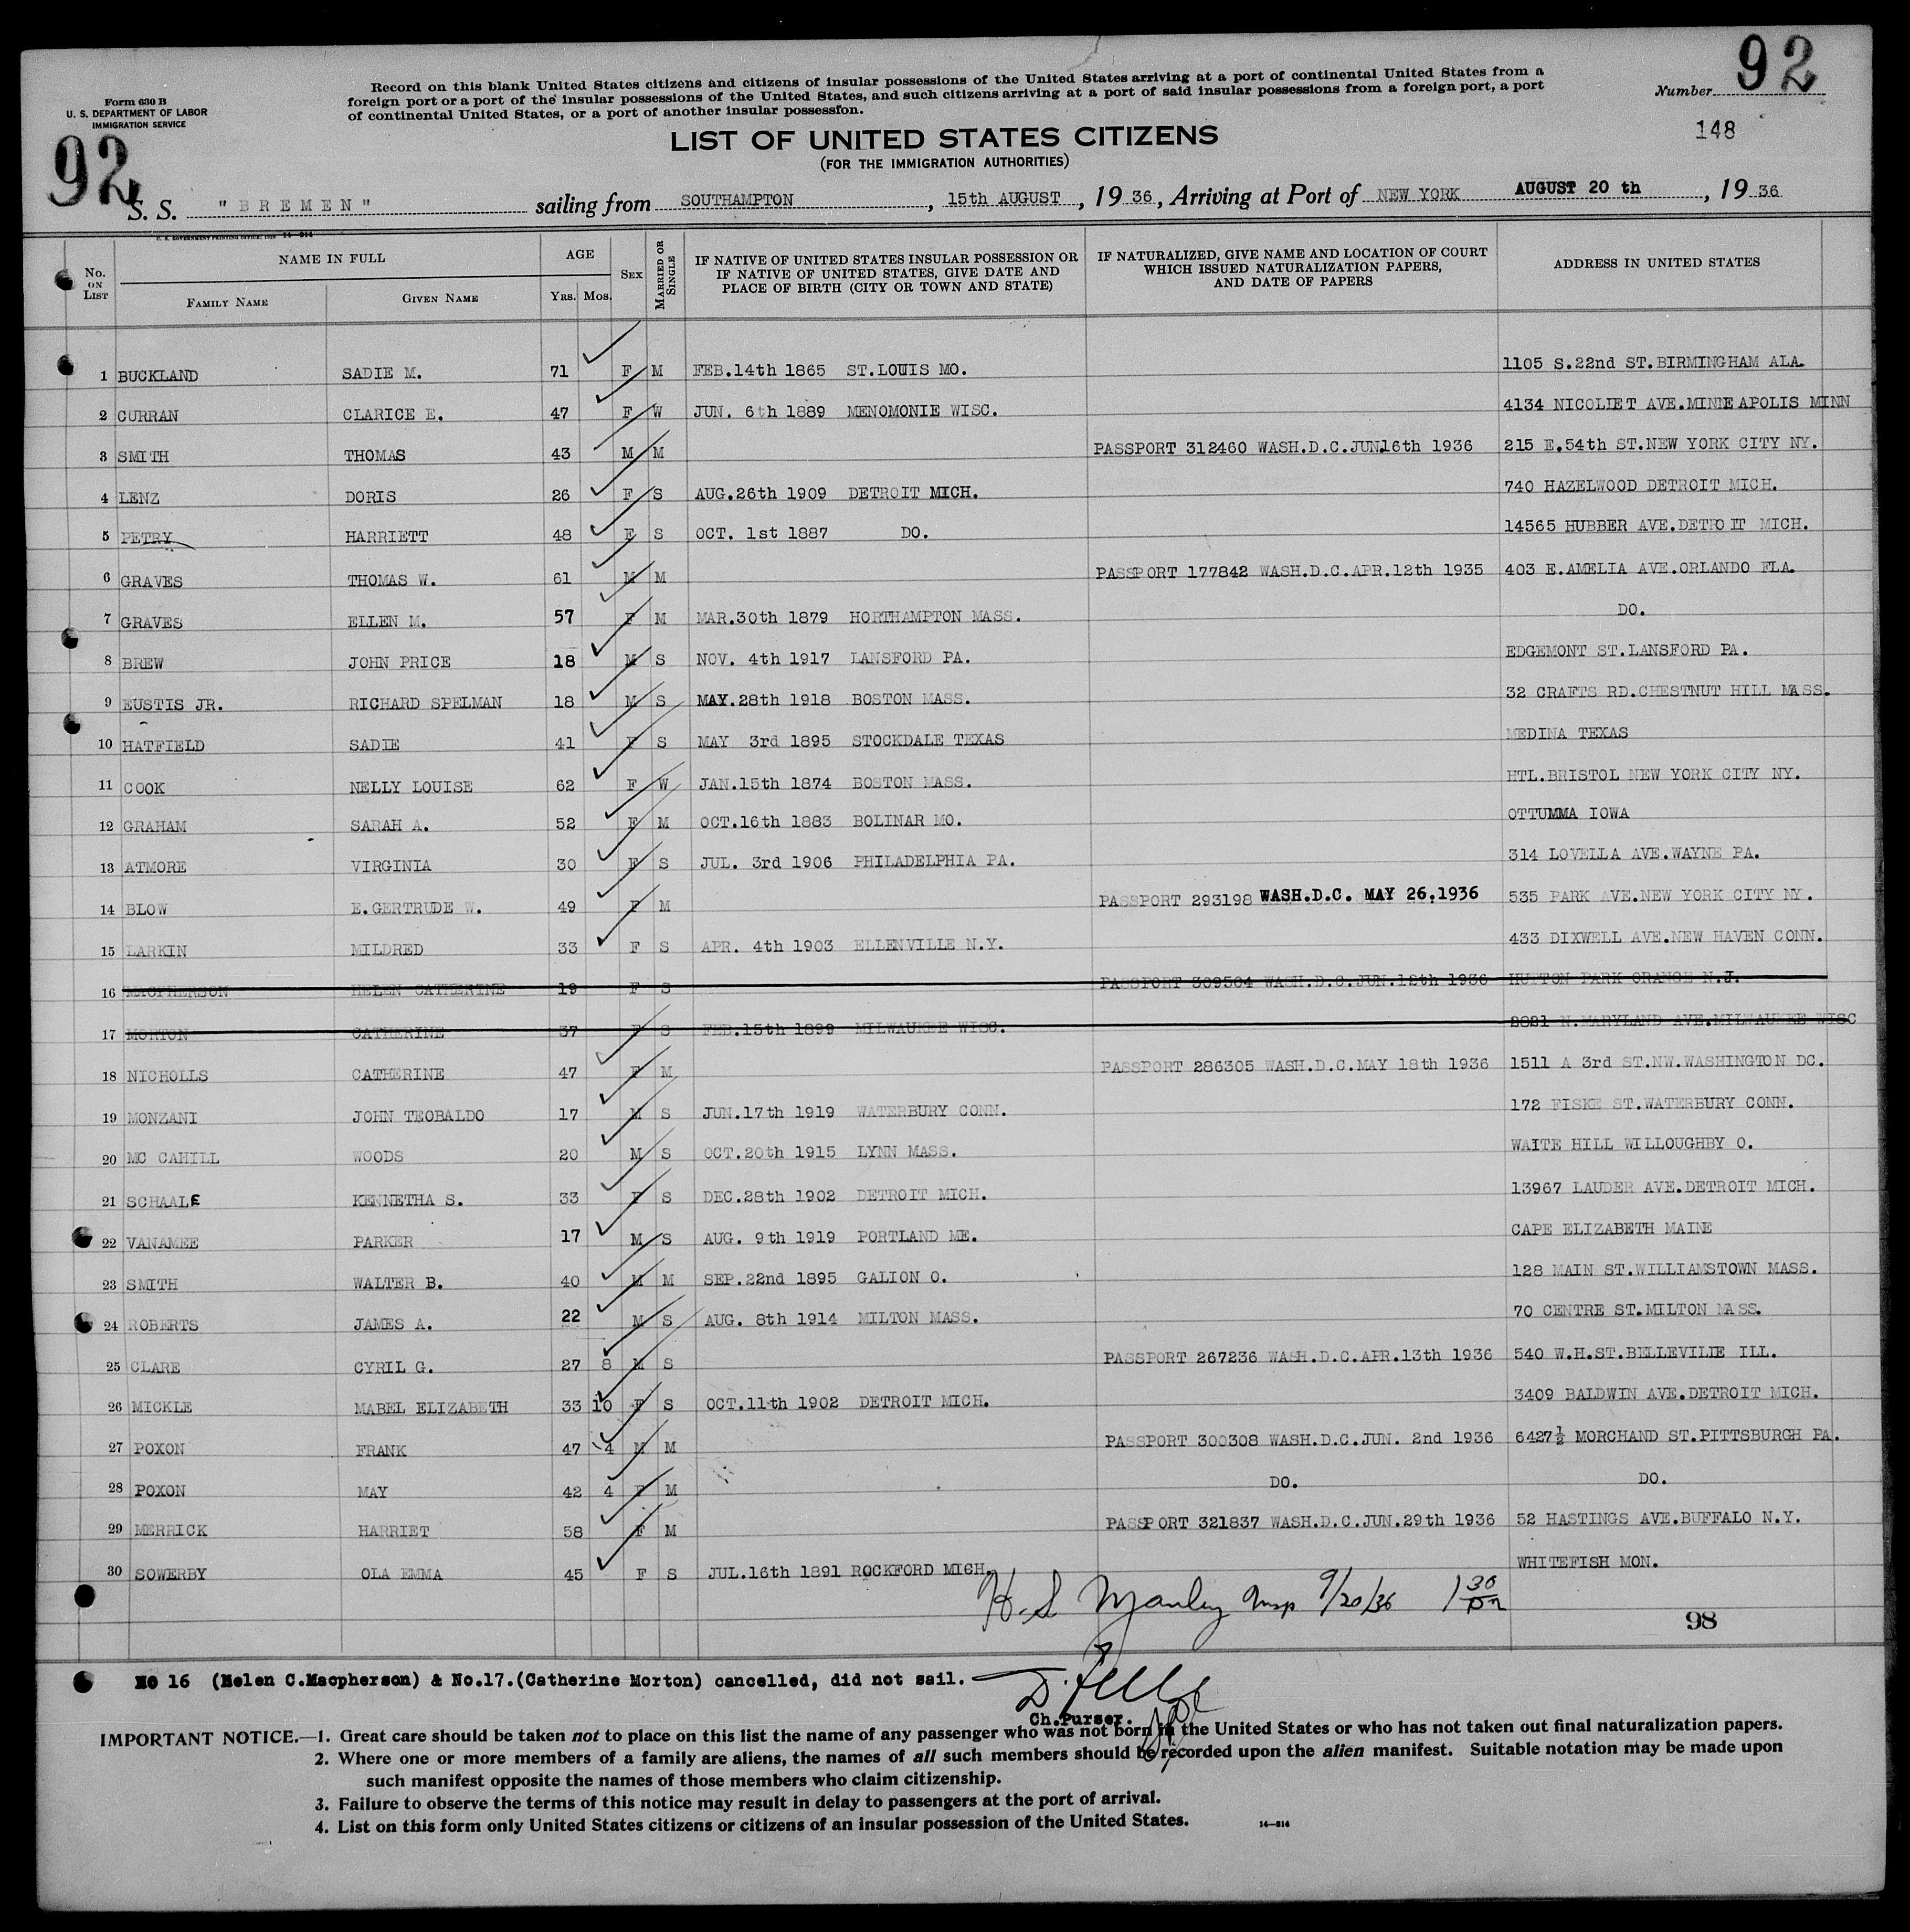 92
Record on this blank United States citizens and citizens of insular possessions of the United States arriving at a port of continental United States from a
foreign port or a port of the insular possessions of the United States, and such citizens arriving at a port of said insular possessions from a foreign port, a port
of continental United States, or a port of another insular possession.
Form 630 B
U. S. DEPARTMENT OF LABOR
IMMIGRATION SERVICE
Number
148
92
LIST OF UNITED STATES CITIZENS
(FOR THE IMMIGRATION AUTHORITIES)
S. S. "BREMEN" sailing from SOUTHAMPTON, 15th AUGUST, 1936, Arriving at Port of NEW YORK AUGUST 20 th, 1936
U. S. GOVERNMENT PRINTING OFFICE: 14-314
No. ON LIST NAME IN FULL FAMILY NAME GIVEN NAME AGE YRS. MOS. SEX MARRIED OR SINGLE IF NATIVE OF UNITED STATES INSULAR POSSESSION OR IF NATIVE OF UNITED STATES, GIVE DATE AND PLACE OF BIRTH (CITY OR TOWN AND STATE) IF NATURALIZED, GIVE NAME AND LOCATION OF COURT WHICH ISSUED NATURALIZATION PAPERS, AND DATE OF PAPERS ADDRESS IN UNITED STATES
1 BUCKLAND SADIE M. 71 F M FEB.14th 1865 ST.LOUIS MO. 1105 S.22nd ST.BIRMINGHAM ALA.
2 CURRAN CLARICE E. 47 F W JUN. 6th 1889 MENOMONIE WISC. 4134 NICOLLET AVE.MINNEAPOLIS MINN
3 SMITH THOMAS 43 M M PASSPORT 312460 WASH.D.C.JUN.16th 1936 215 E.54th ST.NEW YORK CITY NY.
4 LENZ DORIS 26 F S AUG.26th 1909 DETROIT MICH. 740 HAZELWOOD DETROIT MICH.
5 PETRY HARRIETT 48 F S OCT. 1st 1887 DO. 14565 HUBBER AVE.DETROIT MICH.
6 GRAVES THOMAS W. 61 M M PASSPORT 177842 WASH.D.C.APR.12th 1935 403 E.AMELIA AVE.ORLANDO FLA.
7 GRAVES ELLEN M. 57 F M MAR.30th 1879 HORTHAMPTON MASS. DO.
8 BREW JOHN PRICE 18 M S NOV. 4th 1917 LANSFORD PA. EDGEMONT ST.LANSFORD PA.
9 EUSTIS JR. RICHARD SPELMAN 18 M S MAY.28th 1918 BOSTON MASS. 32 CRAFTS RD.CHESTNUT HILL MASS.
10 HATFIELD SADIE 41 F S MAY 3rd 1895 STOCKDALE TEXAS MEDINA TEXAS
11 COOK NELLY LOUISE 62 F W JAN.15th 1874 BOSTON MASS. HTL.BRISTOL NEW YORK CITY NY.
12 GRAHAM SARAH A. 52 F M OCT.16th 1883 BOLINAR MO. OTTUMMA IOWA
13 ATMORE VIRGINIA 30 F S JUL. 3rd 1906 PHILADELPHIA PA. 314 LOVELLA AVE.WAYNE PA.
14 BLOW E.GERTRUDE W. 49 F M PASSPORT 293198 WASH.D.C. MAY 26.1936 535 PARK AVE.NEW YORK CITY NY.
15 LARKIN MILDRED 33 F S APR. 4th 1903 ELLENVILLE N.Y. 433 DIXWELL AVE.NEW HAVEN CONN.
16 MACPHERSON HELEN CATHERINE 19 F S PASSPORT 309504 WASH.D.C.JUN.12th 1936 HUTTON PARK ORANGE N.J.
17 MORTON CATHERINE 37 F S FEB.15th 1899 MILWAUKEE WISC. 2821 N.MARYLAND AVE.MILWAUKEE WISC
18 NICHOLLS CATHERINE 47 F M PASSPORT 286305 WASH.D.C.MAY 18th 1936 1511 A 3rd ST.NW.WASHINGTON DC.
19 MONZANI JOHN TEOBALDO 17 M S JUN.17th 1919 WATERBURY CONN. 172 FISKE ST.WATERBURY CONN.
20 MC CAHILL WOODS 20 M S OCT.20th 1915 LYNN MASS. WAITE HILL WILLOUGHBY O.
21 SCHAALE KENNETHA S. 33 F S DEC.28th 1902 DETROIT MICH. 13967 LAUDER AVE.DETROIT MICH.
22 VANAMEE PARKER 17 M S AUG. 9th 1919 PORTLAND ME. CAPE ELIZABETH MAINE
23 SMITH WALTER B. 40 M M SEP.22nd 1895 GALION O. 128 MAIN ST.WILLIAMSTOWN MASS.
24 ROBERTS JAMES A. 22 M S AUG. 8th 1914 MILTON MASS. 70 CENTRE ST.MILTON MASS.
25 CLARE CYRIL G. 27 8 M S PASSPORT 267236 WASH.D.C.APR.13th 1936 540 W.H.ST.BELLEVILLE ILL.
26 MICKLE MABEL ELIZABETH 33 10 F S OCT.11th 1902 DETROIT MICH. 3409 BALDWIN AVE.DETROIT MICH.
27 POXON FRANK 47 4 M M PASSPORT 300308 WASH.D.C.JUN. 2nd 1936 6427½ MORCHAND ST.PITTSBURGH PA.
28 POXON MAY 42 4 F M DO. DO.
29 MERRICK HARRIET 58 F M PASSPORT 321837 WASH.D.C.JUN.29th 1936 52 HASTINGS AVE.BUFFALO N.Y.
30 SOWERBY OLA EMMA 45 F S JUL.16th 1891 ROCKFORD MICH. WHITEFISH MON.
H. S Manley Insp 9/20/36 1 30 pm
98
NO 16 (Helen C.Macpherson) & No.17.(Catherine Morton) cancelled, did not sail.
Ch.Purser.
IMPORTANT NOTICE.—1. Great care should be taken not to place on this list the name of any passenger who was not born in the United States or who has not taken out final naturalization papers.
2. Where one or more members of a family are aliens, the names of all such members should be recorded upon the alien manifest. Suitable notation may be made upon
such manifest opposite the names of those members who claim citizenship.
3. Failure to observe the terms of this notice may result in delay to passengers at the port of arrival.
4. List on this form only United States citizens or citizens of an insular possession of the United States. 14—314